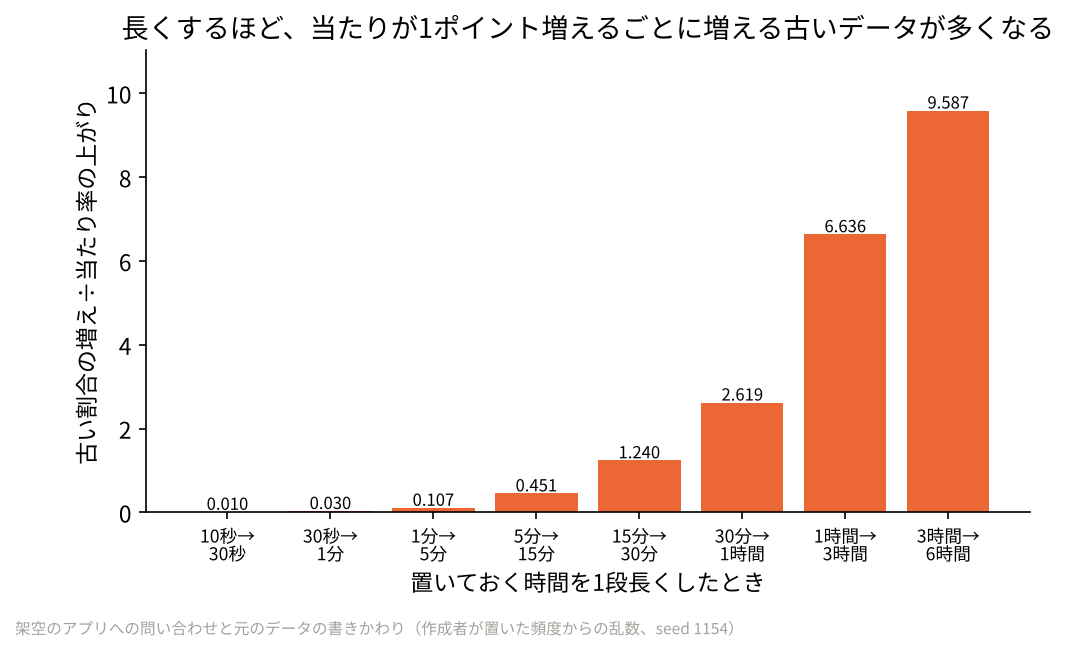 長くするほど、当たりが1ポイント増えるごとに増える古いデータが多くなる
古い割合の増え÷当たり率の上がり
10
8
6
4
2
0
0.010
0.030
0.107
0.451
1.240
2.619
6.636
9.587
10秒→
30秒
30秒→
1分
1分→
5分
5分→
15分
15分→
30分
30分→
1時間
1時間→
3時間
3時間→
6時間
置いておく時間を1段長くしたとき
架空のアプリへの問い合わせと元のデータの書きかわり（作成者が置いた頻度からの乱数、seed 1154）